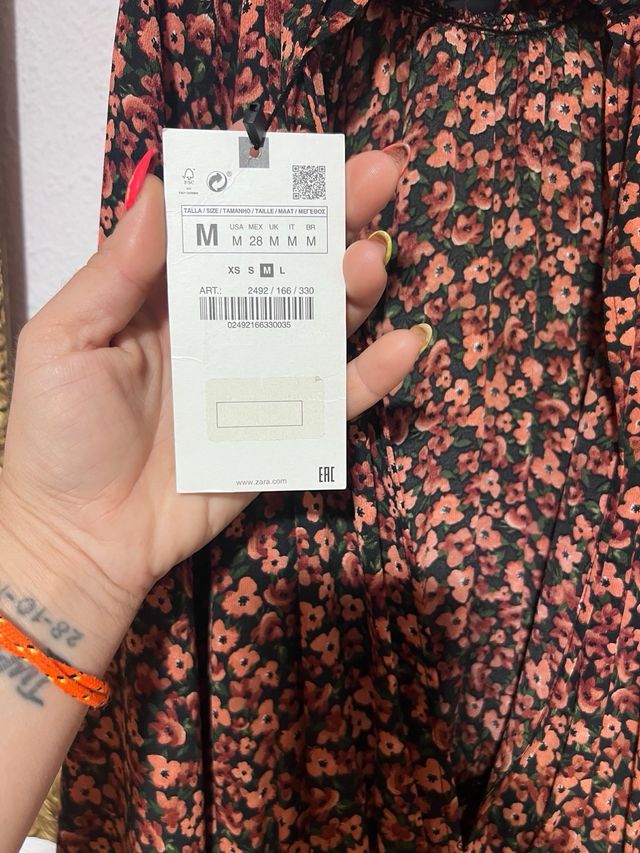 FSC
TALLA / SIZE / TAMANHO / TAILLE / MAAT / ΜΕΓΕΘΟΣ
M
USA MEX UK IT BR
M 28 M M M
XS S M L
ART.: 2492 / 166 / 330
02492166330035
www.zara.com
EAC
28-10-